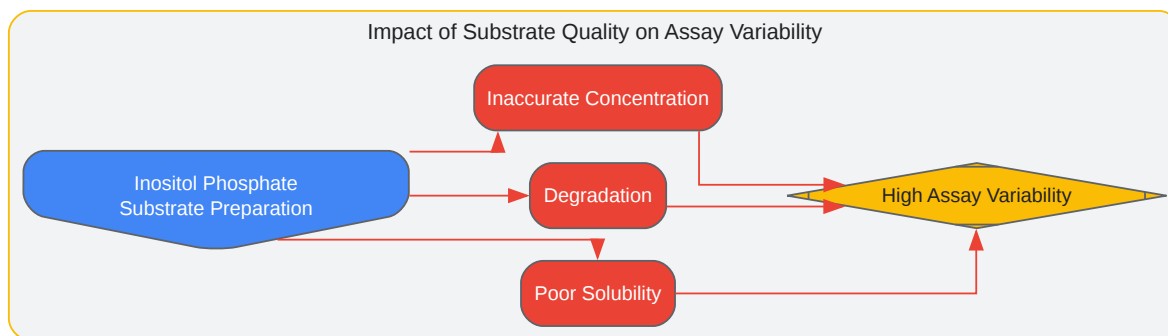 Impact of Substrate Quality on Assay Variability
Inaccurate Concentration
Inositol Phosphate
Substrate Preparation
Degradation
High Assay Variability
Poor Solubility